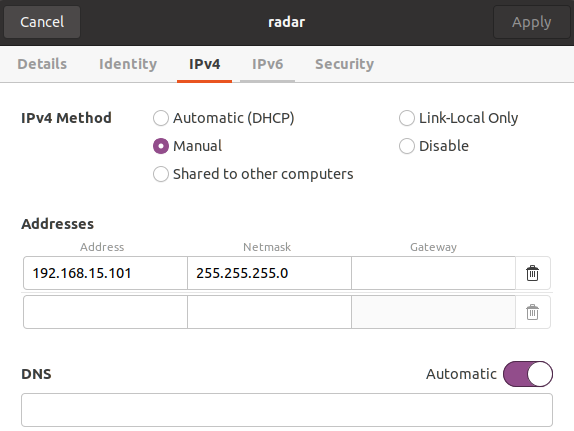 Cancel radar Apply
Details Identity IPv4 IPv6 Security
IPv4 Method Automatic (DHCP) Link-Local Only
Manual Disable
Shared to other computers
Addresses
Address Netmask Gateway
192.168.15.101 255.255.255.0
DNS Automatic